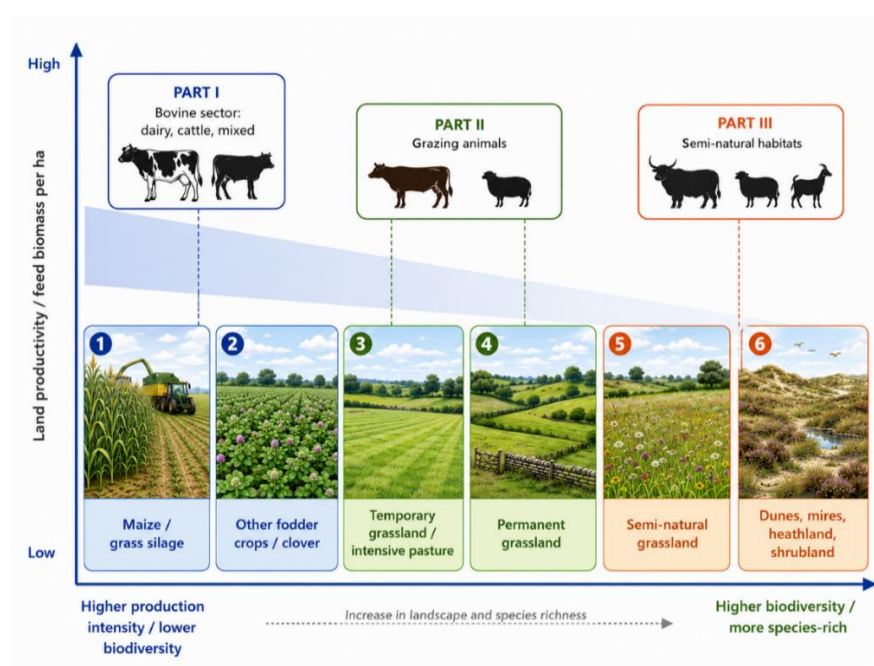 High
PART I
Bovine sector:
dairy, cattle, mixed
PART II
Grazing animals
PART III
Semi-natural habitats
Land productivity / feed biomass per ha
1
2
3
4
5
6
Maize /
grass silage
Other fodder
crops / clover
Temporary
grassland /
intensive pasture
Permanent
grassland
Semi-natural
grassland
Dunes, mires,
heathland,
shrubland
Low
Higher production
intensity / lower
biodiversity
Increase in landscape and species richness
Higher biodiversity /
more species-rich